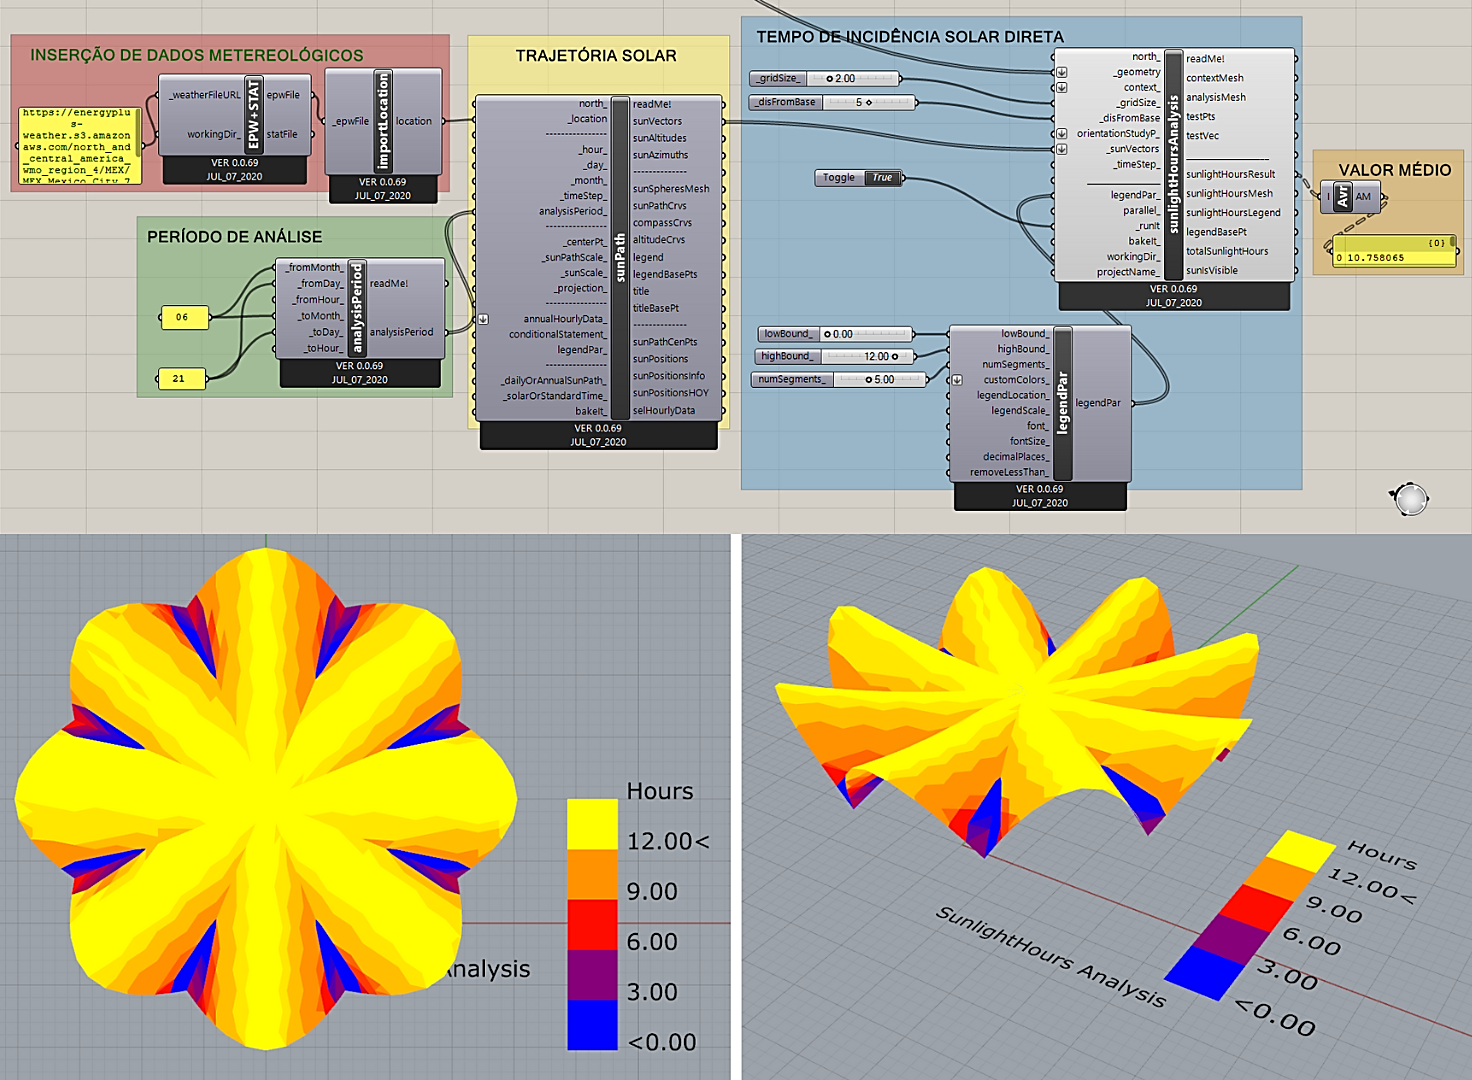 INSERÇÃO DE DADOS METEREOLÓGICOS
https://energyplu
s-
weather.s3.amazon
aws.com/north_and
_central_america_
wmo_region_4/MEX/
MEX_Mexico.City.7
_weatherFileURL
workingDir_
EPW+STAT
epwFile
statFile
VER 0.0.69
JUL_07_2020
_epwFile
importLocation
location
VER 0.0.69
JUL_07_2020
PERÍODO DE ANÁLISE
06
21
_fromMonth_
_fromDay_
_fromHour_
_toMonth_
_toDay_
_toHour_
analysisPeriod
readMe!
analysisPeriod
VER 0.0.69
JUL_07_2020
TRAJETÓRIA SOLAR
north_
_location
---------------
_hour_
_day_
_month_
_timeStep_
analysisPeriod_
---------------
_centerPt_
_sunPathScale_
_sunScale_
_projection_
---------------
annualHourlyData_
conditionalStatement_
legendPar_
---------------
_dailyOrAnnualSunPath_
_solarOrStandardTime_
bakeIt_
sunPath
readMe!
sunVectors
sunAltitudes
sunAzimuths
-------------
sunSpheresMesh
sunPathCrvs
compassCrvs
altitudeCrvs
legend
legendBasePts
title
titleBasePt
-------------
sunPathCenPts
sunPositions
sunPositionsInfo
sunPositionsHOY
selHourlyData
VER 0.0.69
JUL_07_2020
TEMPO DE INCIDÊNCIA SOLAR DIRETA
_gridSize_
2.00
_disFromBase
5
Toggle
True
north_
_geometry
context_
_gridSize_
_disFromBase
orientationStudyP_
_sunVectors
_timeStep_
legendPar_
parallel_
_runIt
bakeIt_
workingDir_
projectName_
sunlightHoursAnalysis
readMe!
contextMesh
analysisMesh
testPts
testVec
sunlightHoursResult
sunlightHoursMesh
sunlightHoursLegend
legendBasePt
totalSunlightHours
sunIsVisible
VER 0.0.69
JUL_07_2020
lowBound_
0.00
highBound_
12.00
numSegments_
5.00
lowBound_
highBound_
numSegments_
customColors_
legendLocation_
legendScale_
font_
fontSize_
decimalPlaces_
removeLessThan_
legendPar
legendPar
VER 0.0.69
JUL_07_2020
VALOR MÉDIO
I
Avr
AM
{0}
0 10.758065
Hours
12.00<
9.00
6.00
3.00
<0.00
Analysis
Hours
12.00<
9.00
6.00
3.00
<0.00
SunlightHours Analysis